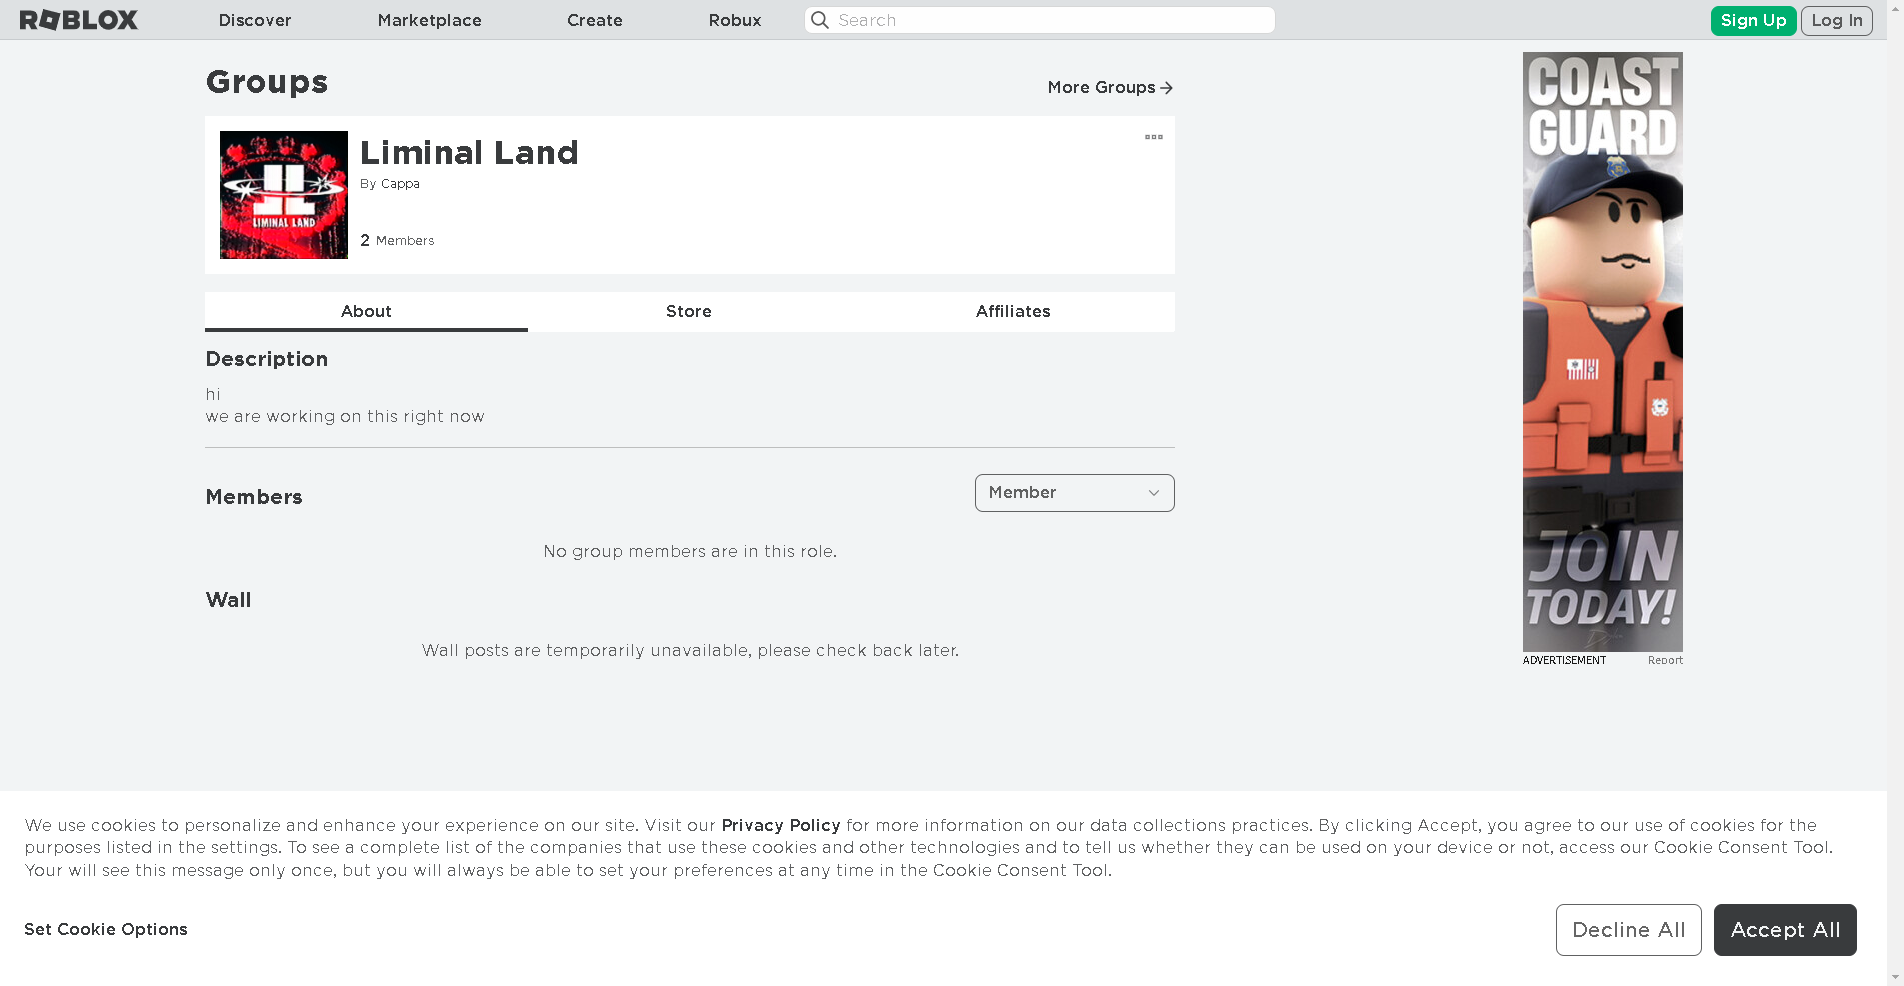 ROBLOX
Discover
Marketplace
Create
Robux
Search
Sign Up
Log In
Groups
More Groups
LIMINAL LAND
Liminal Land
By Cappa
2 Members
About
Store
Affiliates
Description
hi
we are working on this right now
Members
Member
No group members are in this role.
Wall
Wall posts are temporarily unavailable, please check back later.
COAST
GUARD
JOIN
TODAY!
ADVERTISEMENT
Report
We use cookies to personalize and enhance your experience on our site. Visit our Privacy Policy for more information on our data collections practices. By clicking Accept, you agree to our use of cookies for the
purposes listed in the settings. To see a complete list of the companies that use these cookies and other technologies and to tell us whether they can be used on your device or not, access our Cookie Consent Tool.
Your will see this message only once, but you will always be able to set your preferences at any time in the Cookie Consent Tool.
Set Cookie Options
Decline All
Accept All